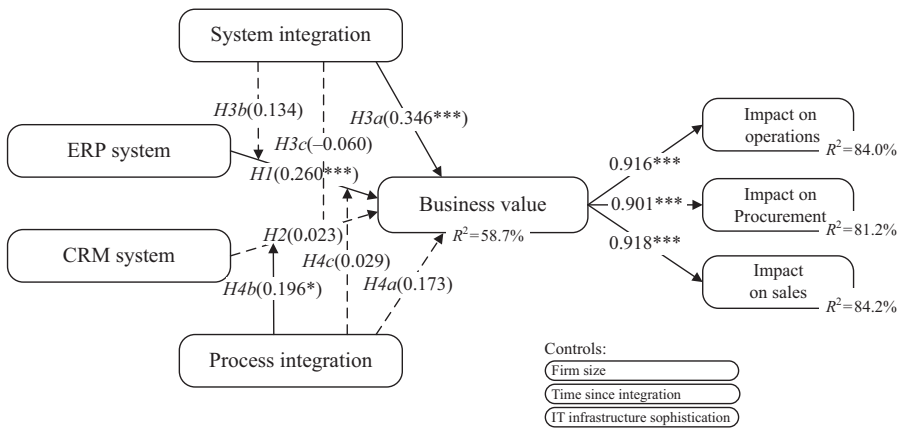 System integration
H3b(0.134)
H3a(0.346***)
ERP system
H3c(–0.060)
H1(0.260***)
Impact on
operations
R²=84.0%
0.916***
Business value
R²=58.7%
0.901***
Impact on
Procurement
R²=81.2%
CRM system
H2(0.023)
H4c(0.029)
0.918***
H4b(0.196*)
H4a(0.173)
Impact
on sales
R²=84.2%
Process integration
Controls:
Firm size
Time since integration
IT infrastructure sophistication